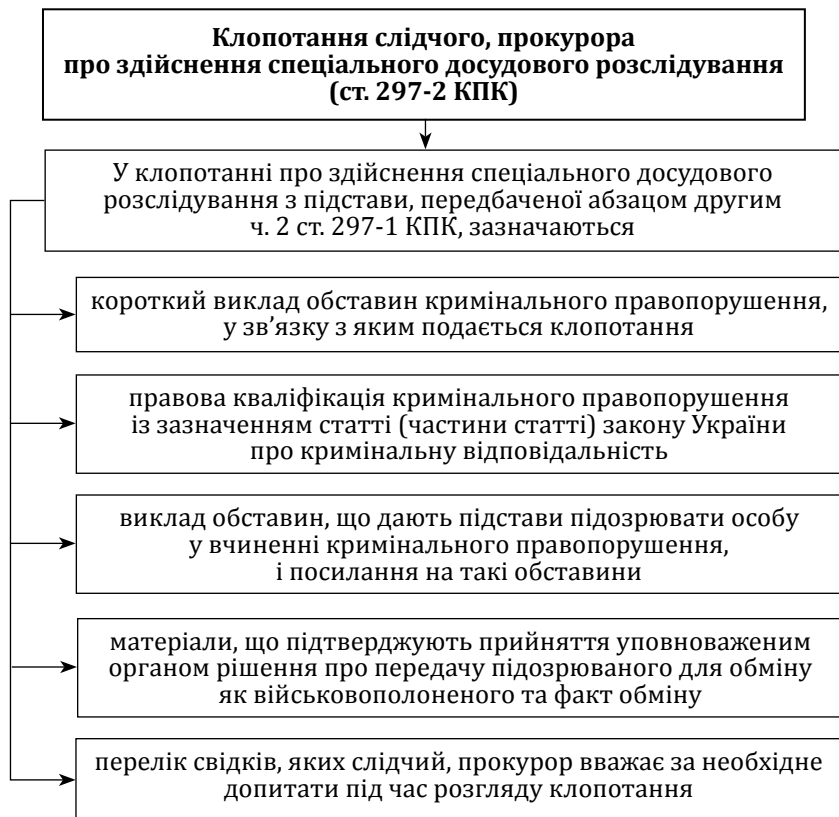 Клопотання слідчого, прокурора
про здійснення спеціального досудового розслідування
(ст. 297-2 КПК)
У клопотанні про здійснення спеціального досудового
розслідування з підстави, передбаченої абзацом другим
ч. 2 ст. 297-1 КПК, зазначаються
короткий виклад обставин кримінального правопорушення,
у зв’язку з яким подається клопотання
правова кваліфікація кримінального правопорушення
із зазначенням статті (частини статті) закону України
про кримінальну відповідальність
виклад обставин, що дають підстави підозрювати особу
у вчиненні кримінального правопорушення,
і посилання на такі обставини
матеріали, що підтверджують прийняття уповноваженим
органом рішення про передачу підозрюваного для обміну
як військовополоненого та факт обміну
перелік свідків, яких слідчий, прокурор вважає за необхідне
допитати під час розгляду клопотання